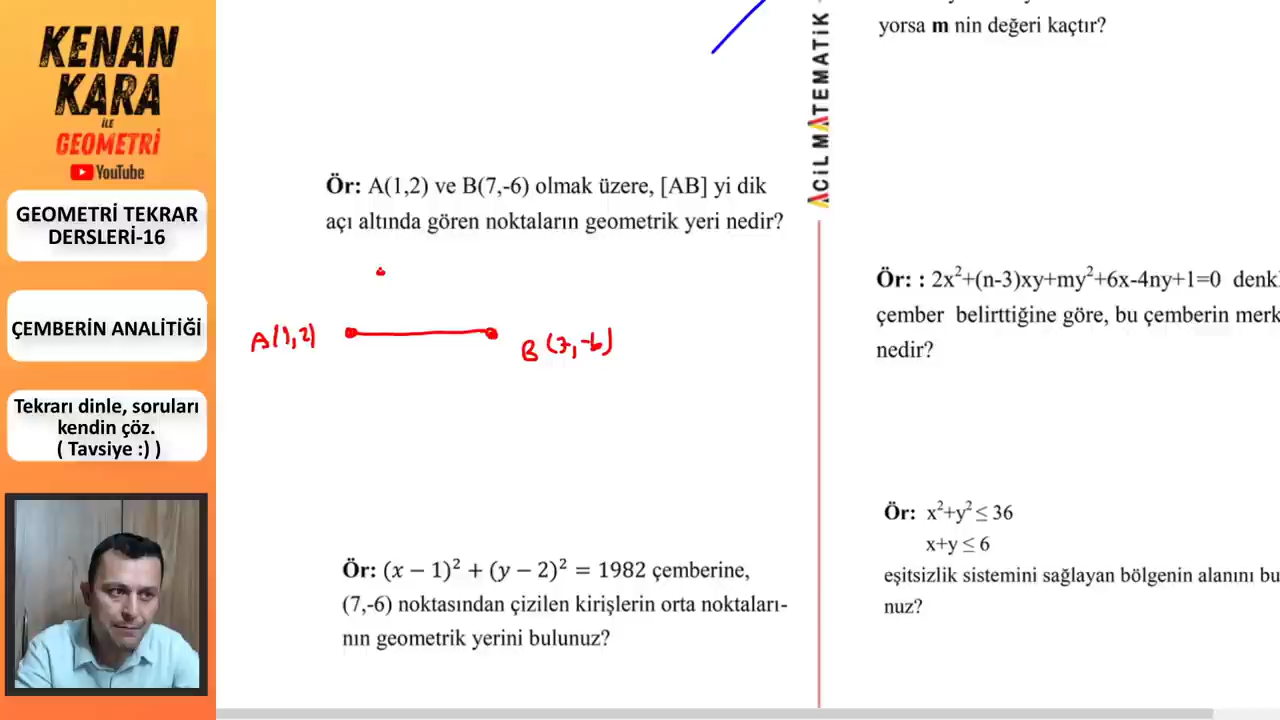 KENAN
KARA
İLE
GEOMETRİ
YouTube
GEOMETRİ TEKRAR
DERSLERİ-16
ÇEMBERİN ANALİTİĞİ
Tekrarı dinle, soruları
kendin çöz.
( Tavsiye :) )
Ör: A(1,2) ve B(7,-6) olmak üzere, [AB] yi dik
açı altında gören noktaların geometrik yeri nedir?
A(1,2)
B(7,-6)
Ör: (x − 1)² + (y − 2)² = 1982 çemberine,
(7,-6) noktasından çizilen kirişlerin orta noktaları-
nın geometrik yerini bulunuz?
ACİL MATEMATİK
yorsa m nin değeri kaçtır?
Ör: : 2x²+(n-3)xy+my²+6x-4ny+1=0 denkl
çember belirttiğine göre, bu çemberin merk
nedir?
Ör: x²+y² ≤ 36
x+y ≤ 6
eşitsizlik sistemini sağlayan bölgenin alanını bu
nuz?